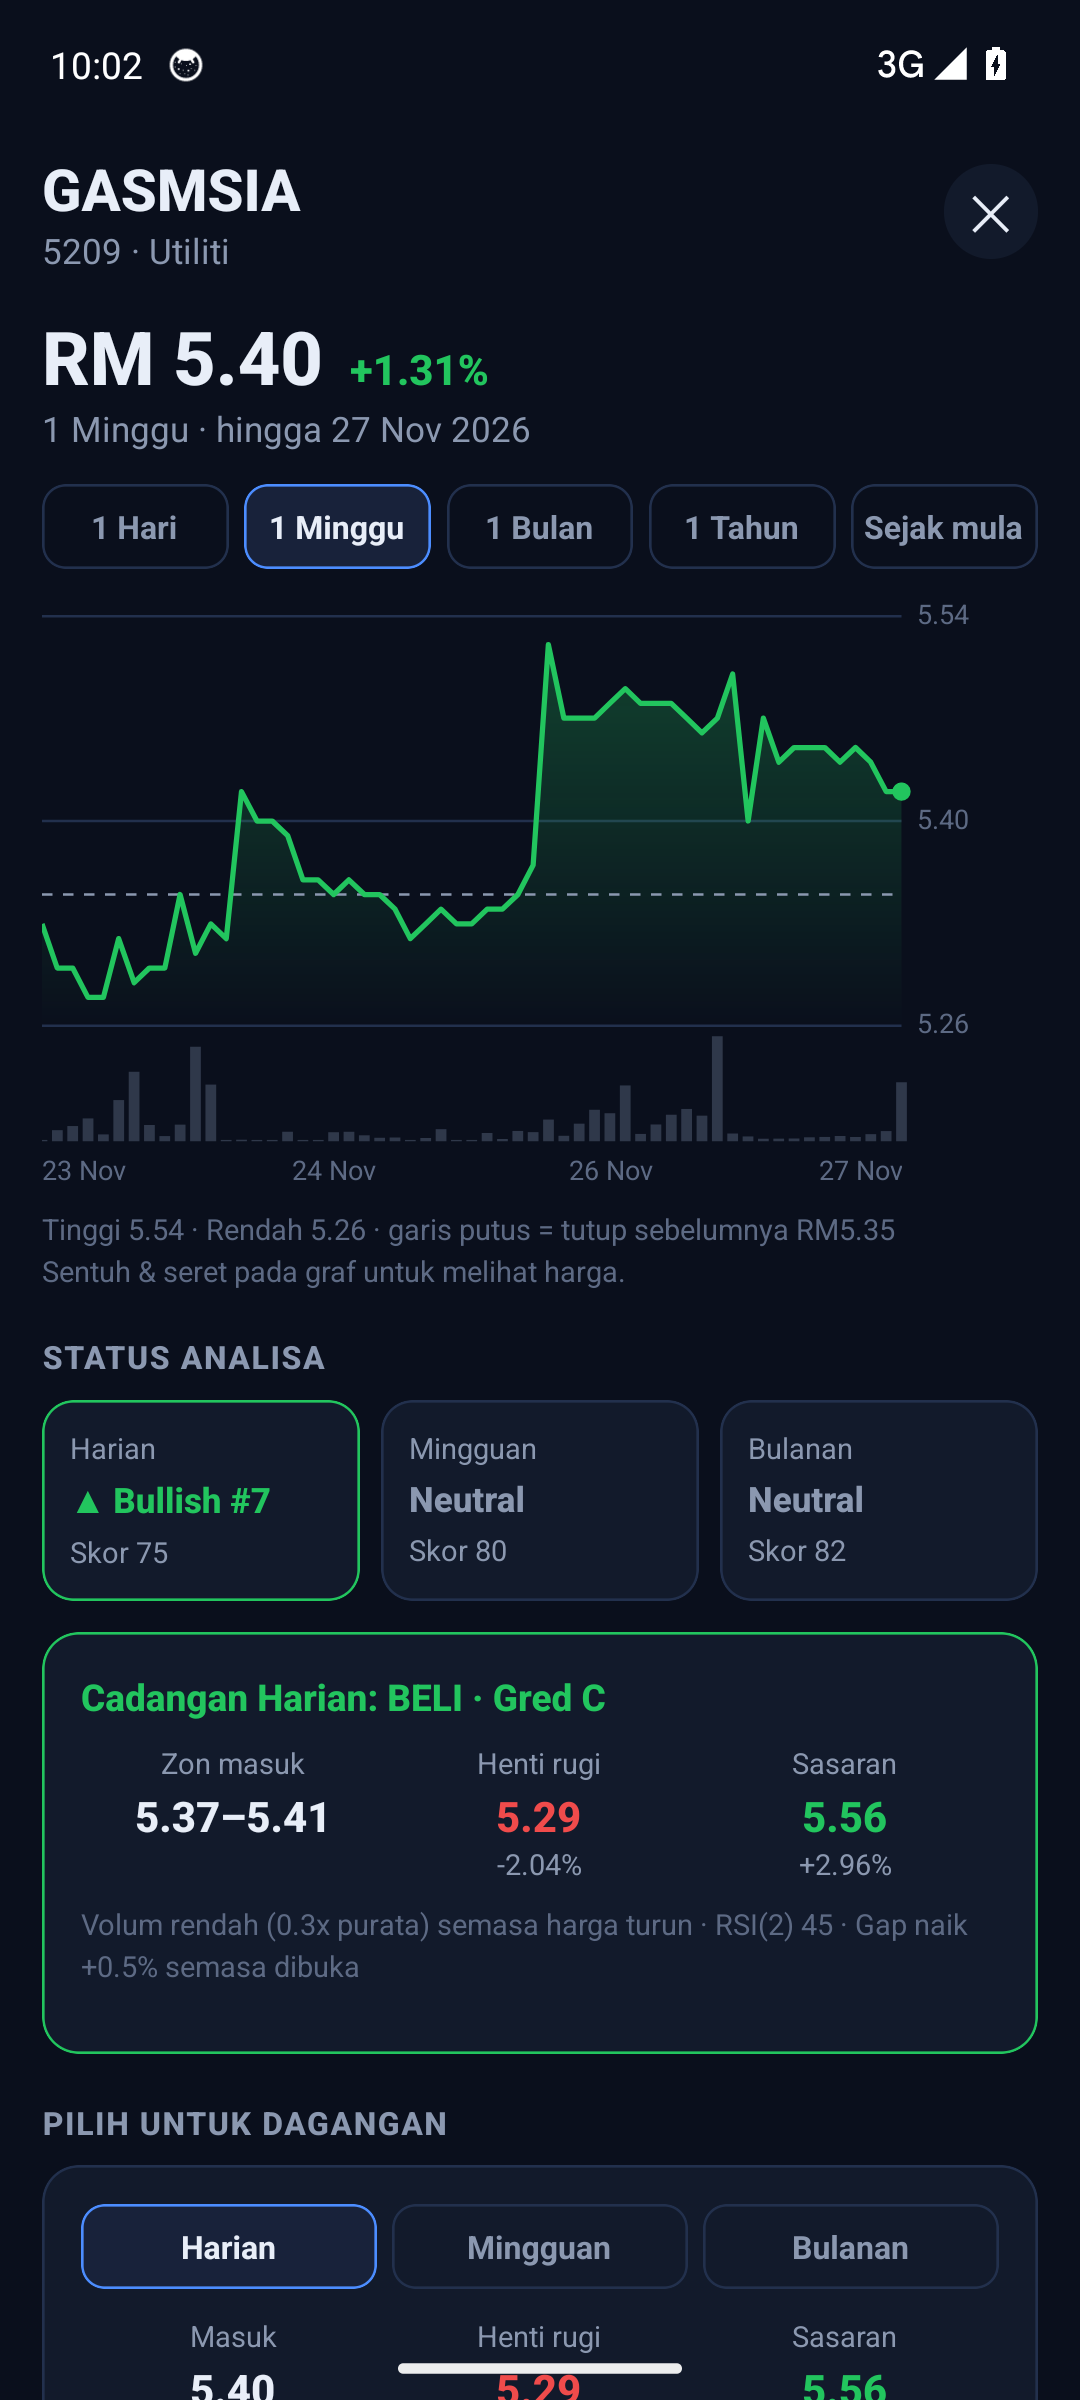 10:02
3G
GASMSIA
5209 · Utiliti
RM 5.40 +1.31%
1 Minggu · hingga 27 Nov 2026
1 Hari 1 Minggu 1 Bulan 1 Tahun Sejak mula
5.54
5.40
5.26
23 Nov 24 Nov 26 Nov 27 Nov
Tinggi 5.54 · Rendah 5.26 · garis putus = tutup sebelumnya RM5.35
Sentuh & seret pada graf untuk melihat harga.
STATUS ANALISA
Harian
▲ Bullish #7
Skor 75
Mingguan
Neutral
Skor 80
Bulanan
Neutral
Skor 82
Cadangan Harian: BELI · Gred C
Zon masuk Henti rugi Sasaran
5.37–5.41 5.29 5.56
-2.04% +2.96%
Volum rendah (0.3x purata) semasa harga turun · RSI(2) 45 · Gap naik
+0.5% semasa dibuka
PILIH UNTUK DAGANGAN
Harian Mingguan Bulanan
Masuk Henti rugi Sasaran
5.40 5.29 5.56